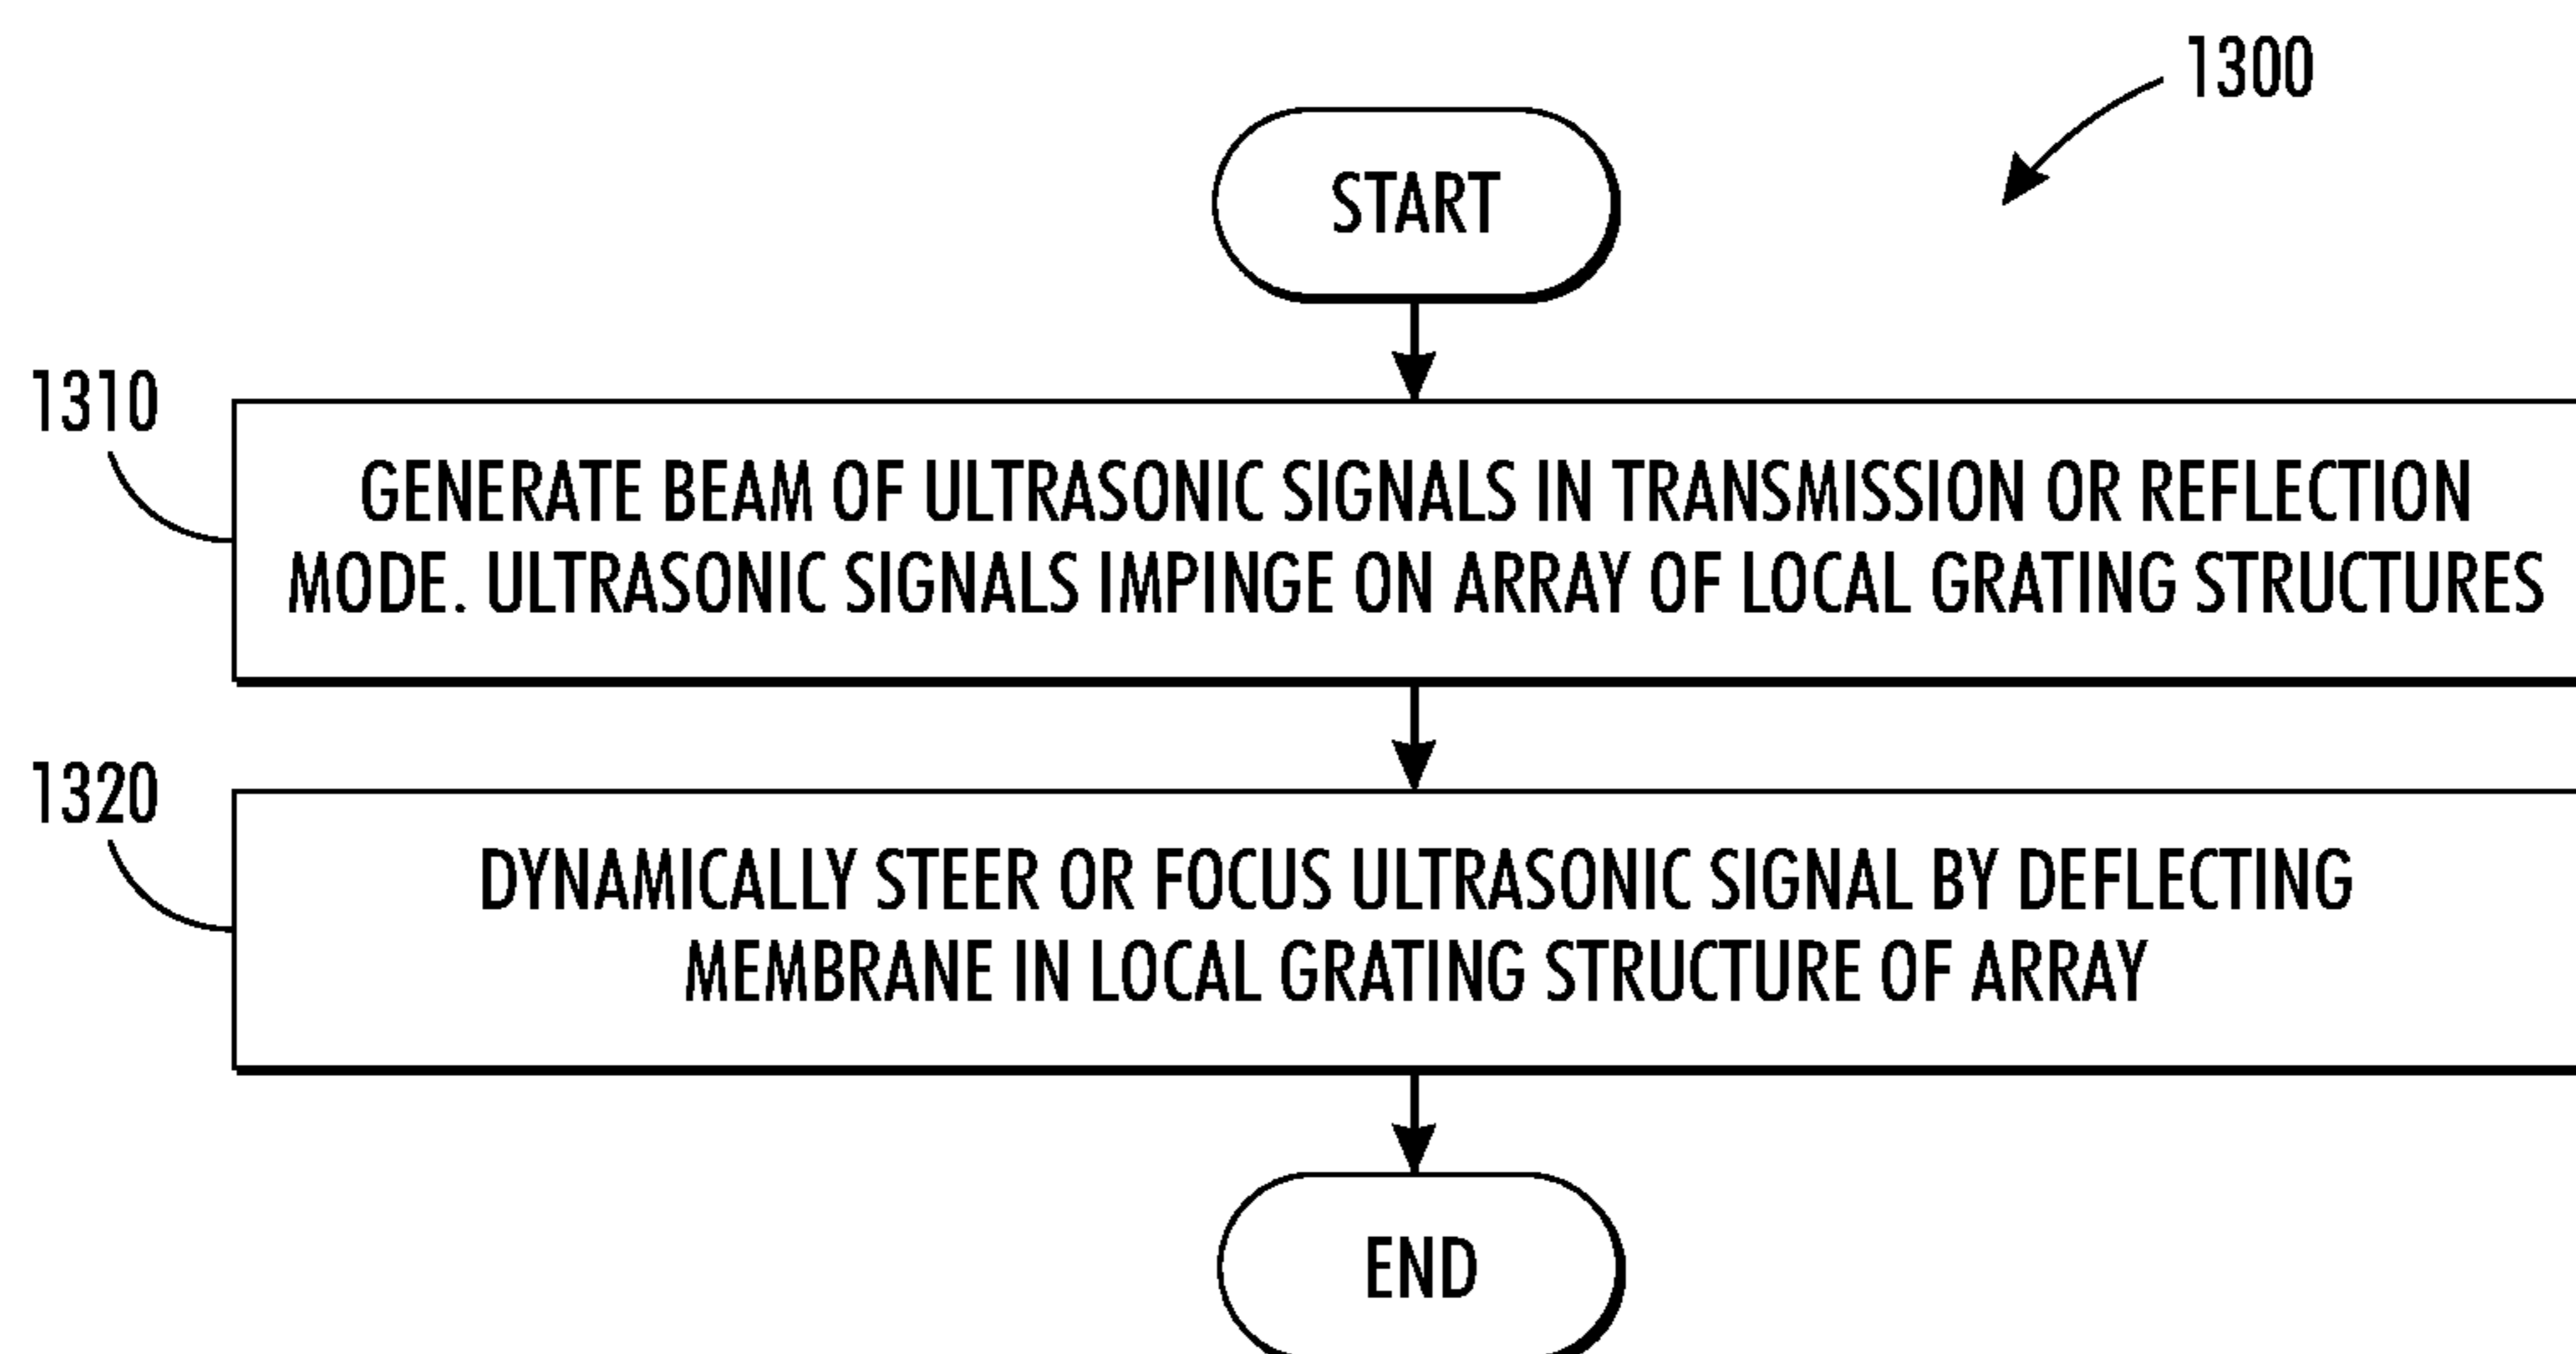 1300
START
1310
GENERATE BEAM OF ULTRASONIC SIGNALS IN TRANSMISSION OR REFLECTION
MODE. ULTRASONIC SIGNALS IMPINGE ON ARRAY OF LOCAL GRATING STRUCTURES
1320
DYNAMICALLY STEER OR FOCUS ULTRASONIC SIGNAL BY DEFLECTING
MEMBRANE IN LOCAL GRATING STRUCTURE OF ARRAY
END